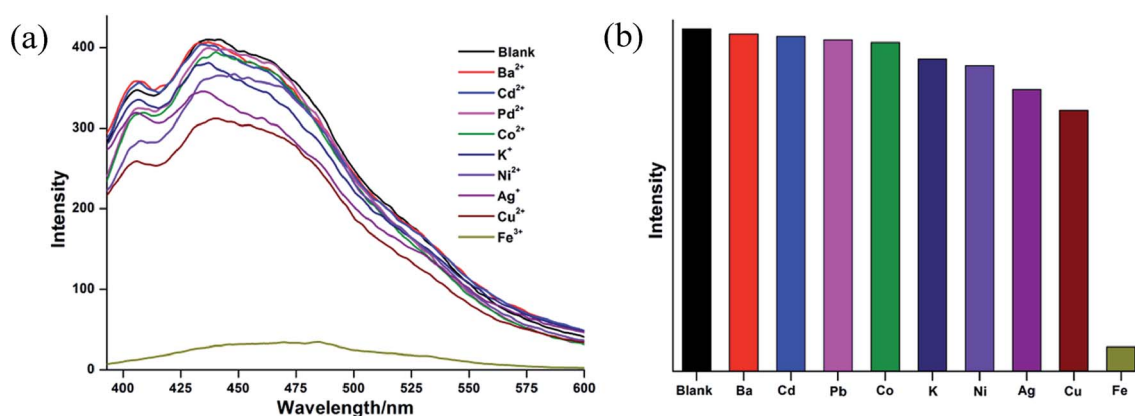 (a)
400
300
200
100
0
Intensity
400 425 450 475 500 525 550 575 600
Wavelength/nm
Blank
Ba²⁺
Cd²⁺
Pd²⁺
Co²⁺
K⁺
Ni²⁺
Ag⁺
Cu²⁺
Fe³⁺
(b)
Intensity
Blank Ba Cd Pb Co K Ni Ag Cu Fe